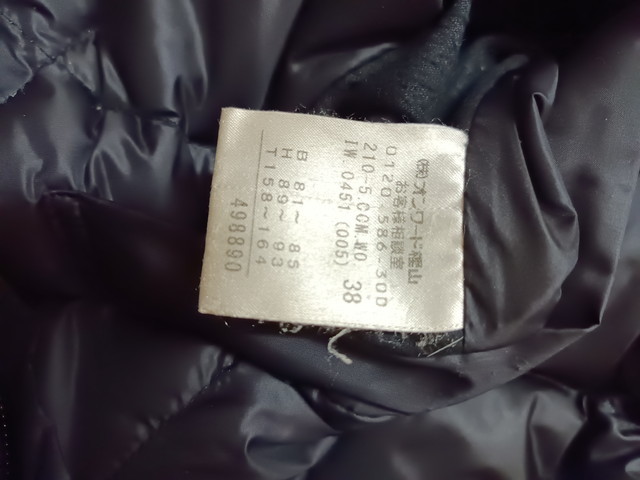 ㈱オンワード樫山
お客様相談室
0120-586-300
210-5.CCM.WO
IW 0451 (005) 38
B 81～ 85
H 89～ 93
T158～164
498890